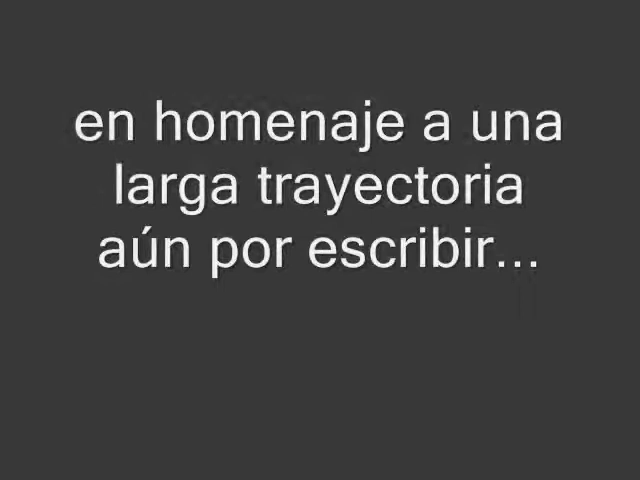 en homenaje a una
larga trayectoria
aún por escribir...